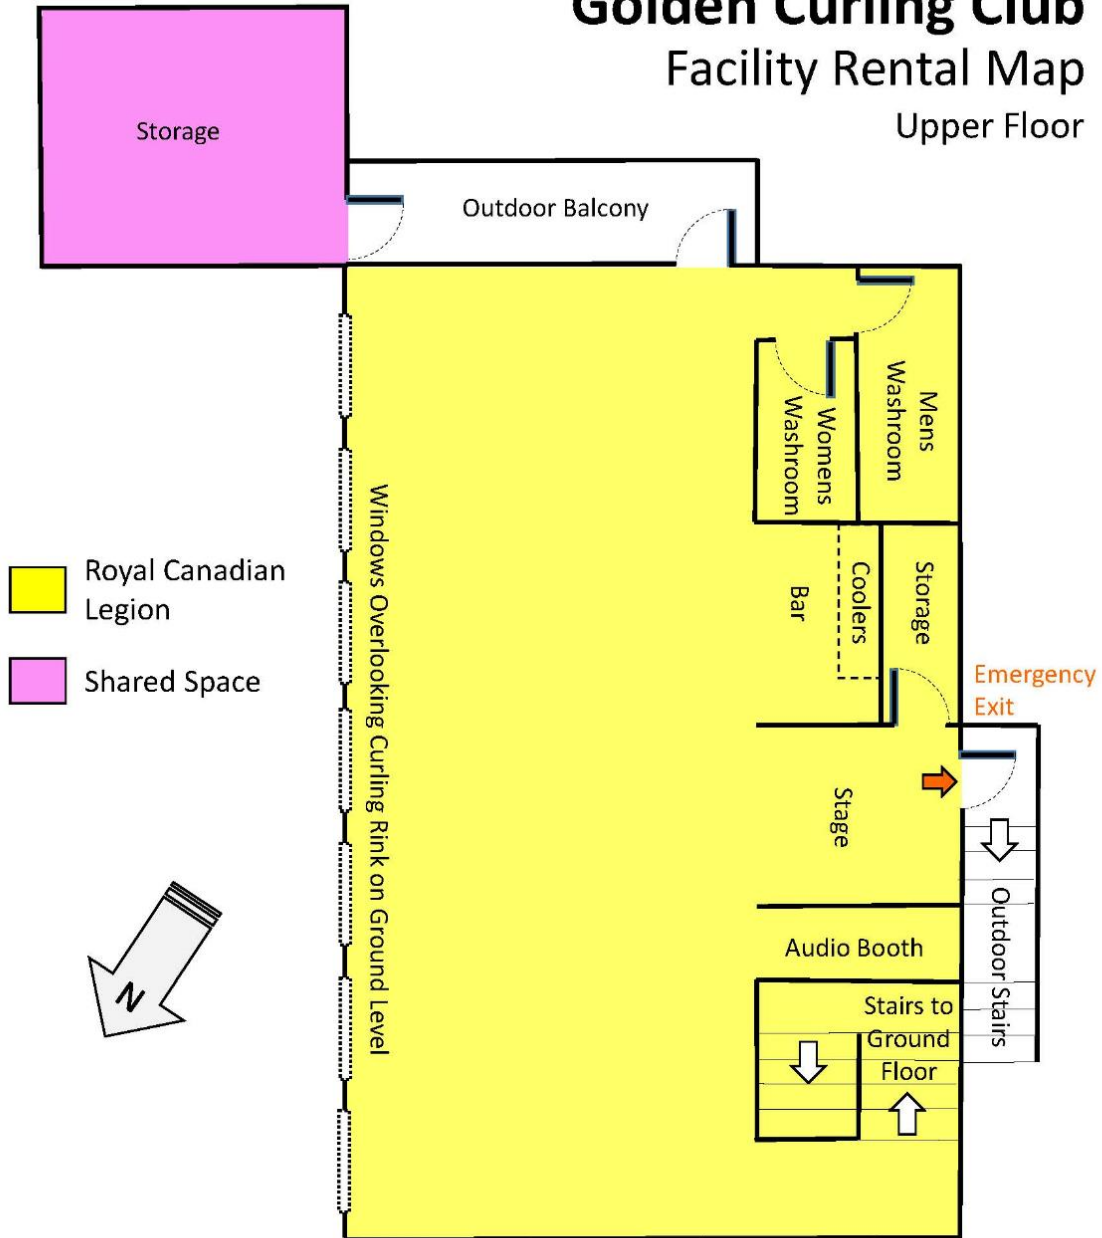 Golden Curling Club
Facility Rental Map
Upper Floor
Storage
Outdoor Balcony
Mens
Washroom
Womens
Washroom
Windows Overlooking Curling Rink on Ground Level
Royal Canadian
Legion
Shared Space
Bar
Coolers
Storage
Emergency
Exit
Stage
Outdoor Stairs
Audio Booth
Stairs to
Ground
Floor
N